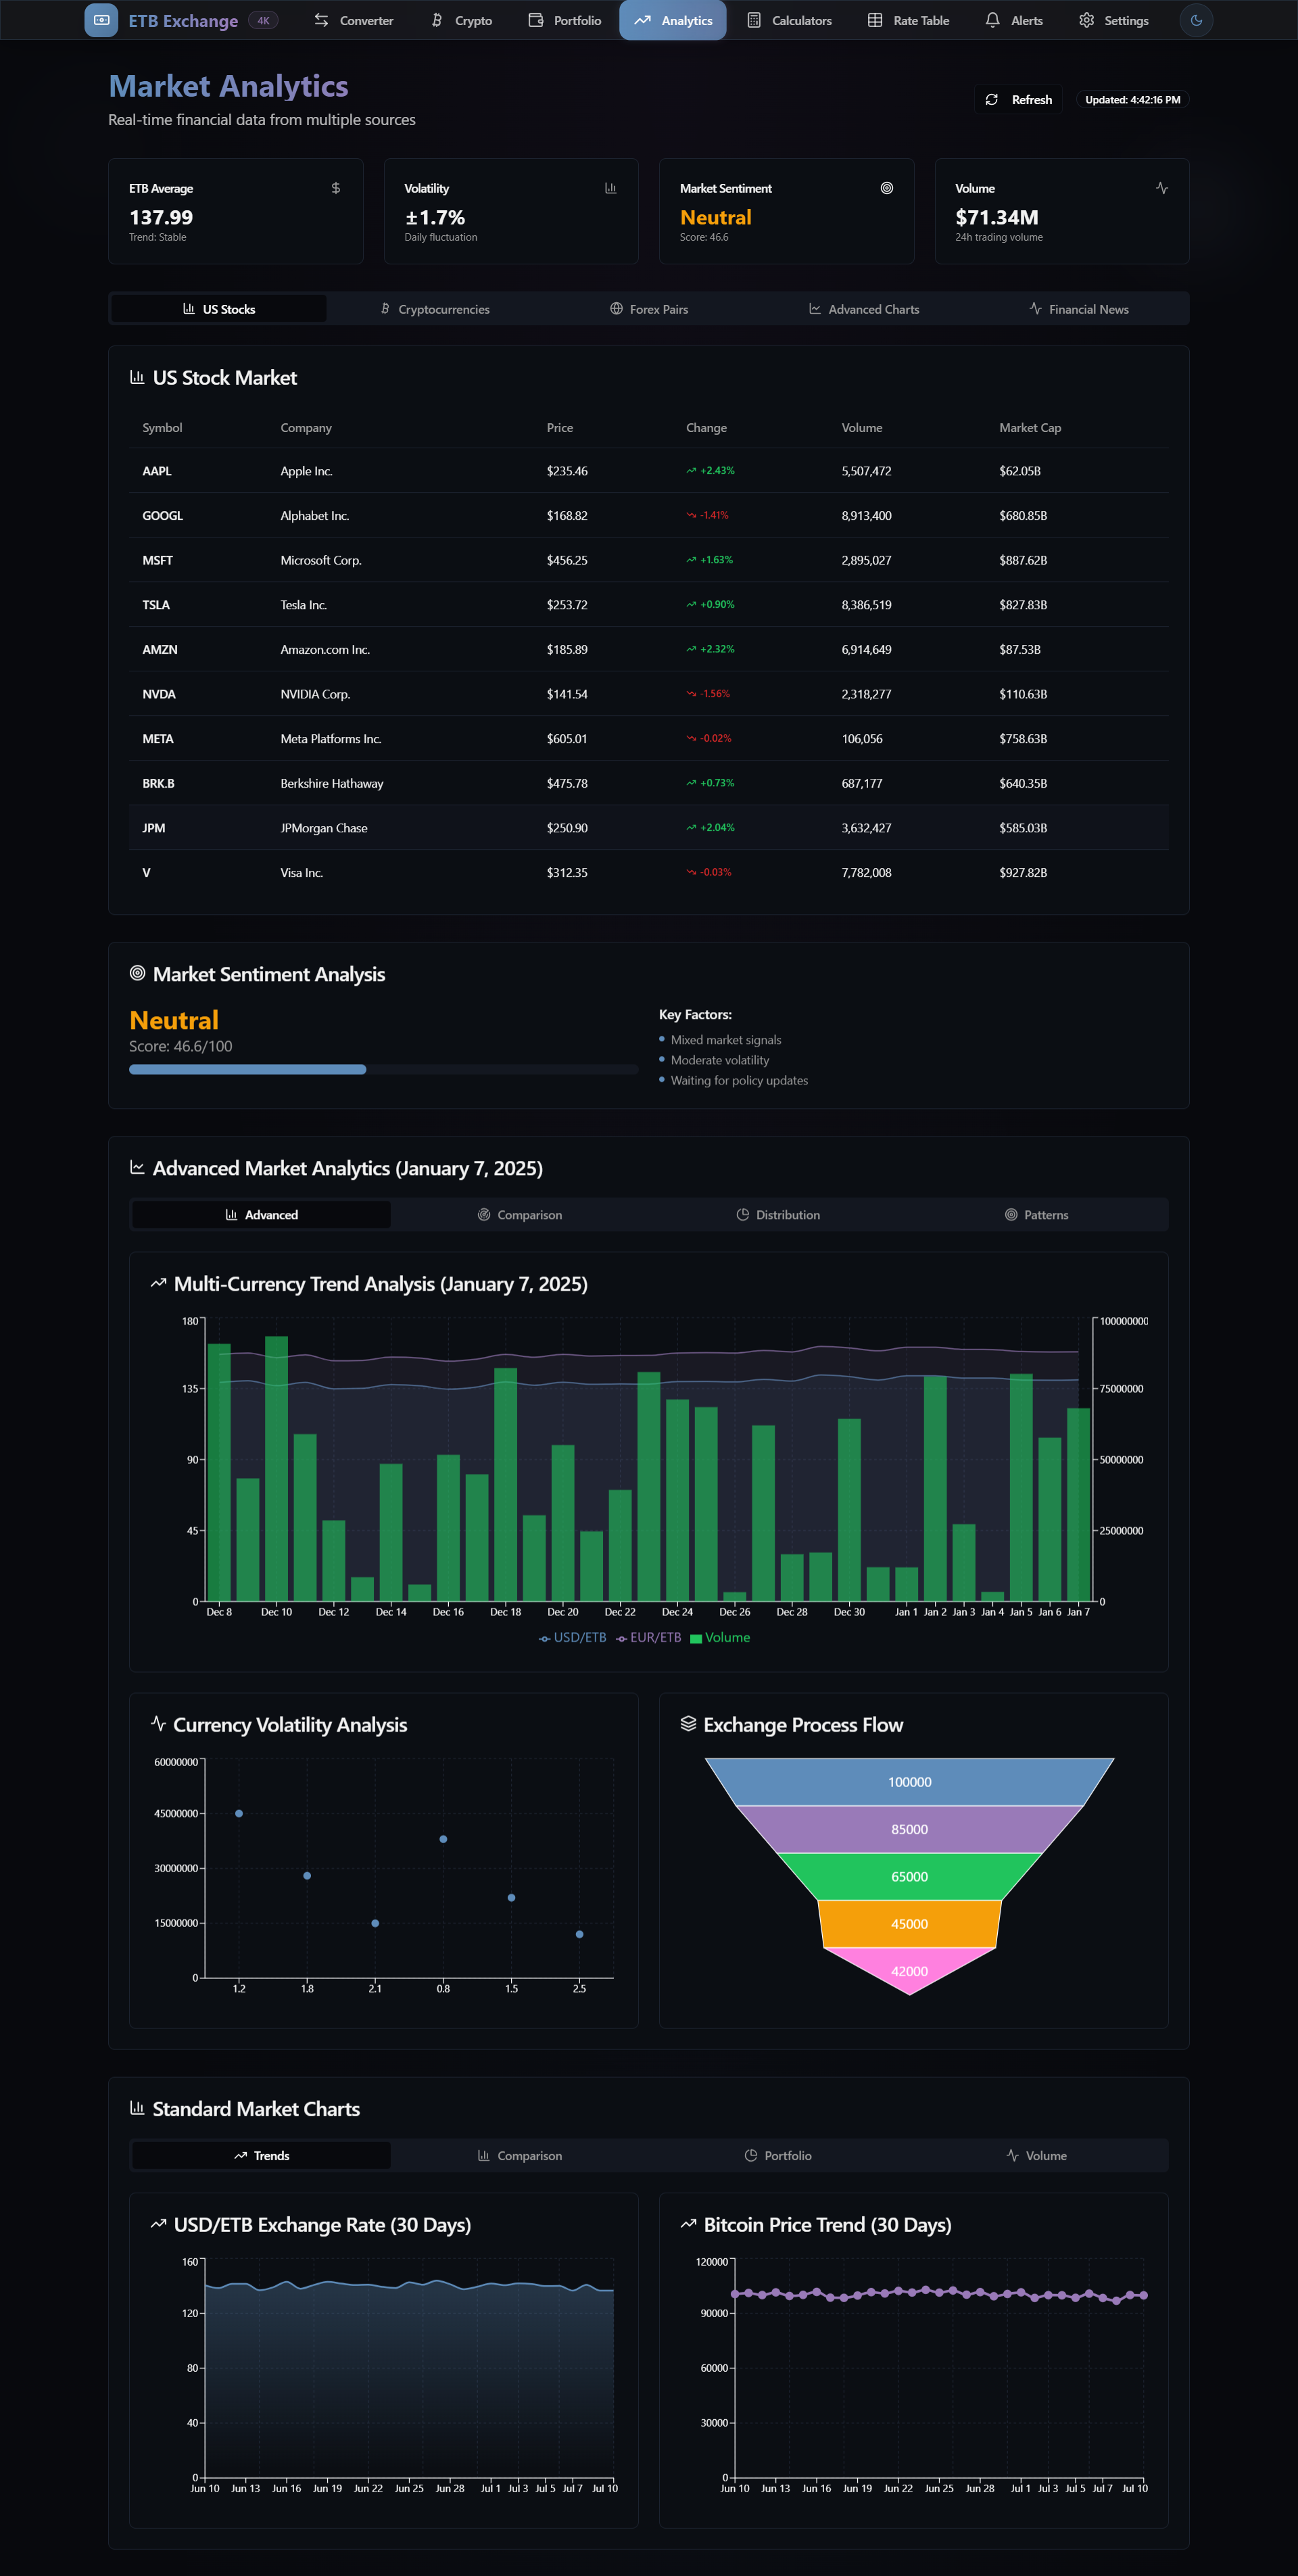 ETB Exchange 4K Converter Crypto Portfolio Analytics Calculators Rate Table Alerts Settings
Market Analytics
Real-time financial data from multiple sources
Refresh Updated: 4:42:16 PM
ETB Average
137.99
Trend: Stable
Volatility
±1.7%
Daily fluctuation
Market Sentiment
Neutral
Score: 46.6
Volume
$71.34M
24h trading volume
US Stocks Cryptocurrencies Forex Pairs Advanced Charts Financial News
US Stock Market
Symbol Company Price Change Volume Market Cap
AAPL Apple Inc. $235.46 +2.43% 5,507,472 $62.05B
GOOGL Alphabet Inc. $168.82 -1.41% 8,913,400 $680.85B
MSFT Microsoft Corp. $456.25 +1.63% 2,895,027 $887.62B
TSLA Tesla Inc. $253.72 +0.90% 8,386,519 $827.83B
AMZN Amazon.com Inc. $185.89 +2.32% 6,914,649 $87.53B
NVDA NVIDIA Corp. $141.54 -1.56% 2,318,277 $110.63B
META Meta Platforms Inc. $605.01 -0.02% 106,056 $758.63B
BRK.B Berkshire Hathaway $475.78 +0.73% 687,177 $640.35B
JPM JPMorgan Chase $250.90 +2.04% 3,632,427 $585.03B
V Visa Inc. $312.35 -0.03% 7,782,008 $927.82B
Market Sentiment Analysis
Neutral
Score: 46.6/100
Key Factors:
Mixed market signals
Moderate volatility
Waiting for policy updates
Advanced Market Analytics (January 7, 2025)
Advanced Comparison Distribution Patterns
Multi-Currency Trend Analysis (January 7, 2025)
180 100000000
135 75000000
90 50000000
45 25000000
0 0
Dec 8 Dec 10 Dec 12 Dec 14 Dec 16 Dec 18 Dec 20 Dec 22 Dec 24 Dec 26 Dec 28 Dec 30 Jan 1 Jan 2 Jan 3 Jan 4 Jan 5 Jan 6 Jan 7
USD/ETB EUR/ETB Volume
Currency Volatility Analysis
60000000
45000000
30000000
15000000
0
1.2 1.8 2.1 0.8 1.5 2.5
Exchange Process Flow
100000
85000
65000
45000
42000
Standard Market Charts
Trends Comparison Portfolio Volume
USD/ETB Exchange Rate (30 Days)
160
120
80
40
0
Jun 10 Jun 13 Jun 16 Jun 19 Jun 22 Jun 25 Jun 28 Jul 1 Jul 3 Jul 5 Jul 7 Jul 10
Bitcoin Price Trend (30 Days)
120000
90000
60000
30000
0
Jun 10 Jun 13 Jun 16 Jun 19 Jun 22 Jun 25 Jun 28 Jul 1 Jul 3 Jul 5 Jul 7 Jul 10